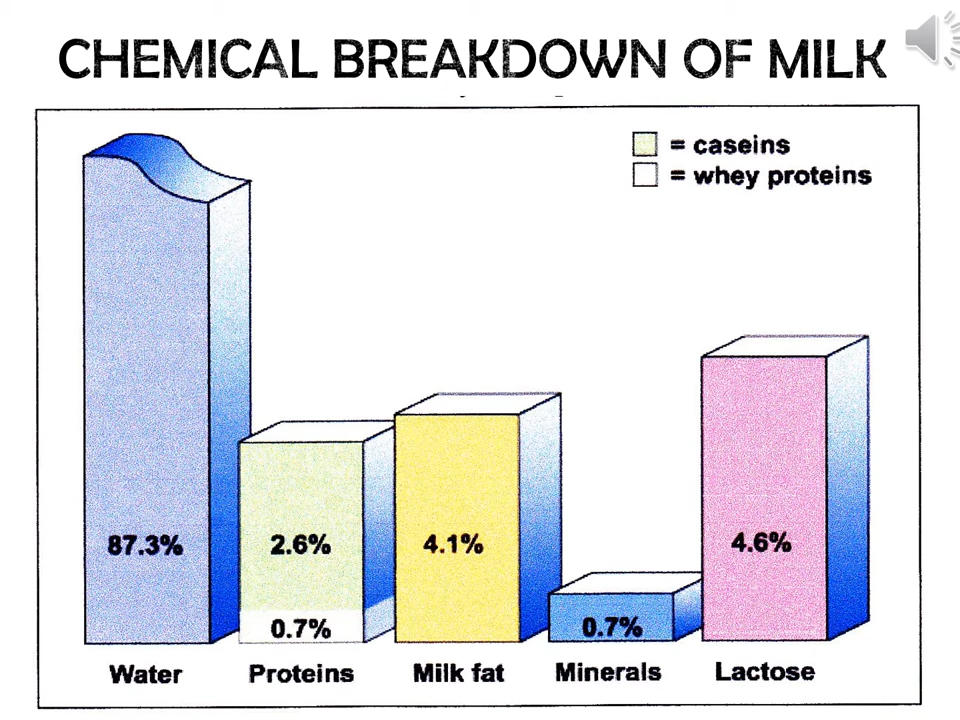 CHEMICAL BREAKDOWN OF MILK
= caseins
= whey proteins
87.3%
2.6%
4.1%
4.6%
0.7%
0.7%
Water
Proteins
Milk fat
Minerals
Lactose